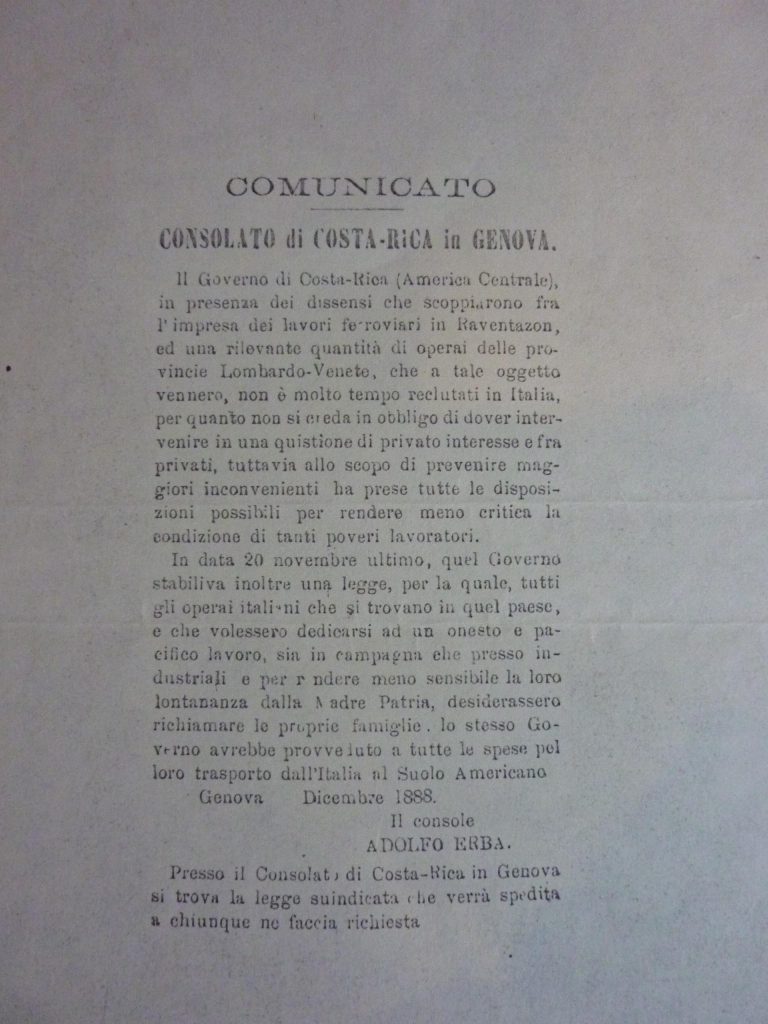 COMUNICATO
CONSOLATO di COSTA-RICA in GENOVA.
Il Governo di Costa-Rica (America Centrale),
in presenza dei dissensi che scoppiarono fra
l'impresa dei lavori ferroviari in Raventazon,
ed una rilevante quantità di operai delle pro-
vincie Lombardo-Venete, che a tale oggetto
vennero, non è molto tempo reclutati in Italia,
per quanto non si creda in obbligo di dover inter-
venire in una quistione di privato interesse e fra
privati, tuttavia allo scopo di prevenire mag-
giori inconvenienti ha prese tutte le disposi-
zioni possibili per rendere meno critica la
condizione di tanti poveri lavoratori.
In data 20 novembre ultimo, quel Governo
stabiliva inoltre una legge, per la quale, tutti
gli operai italiani che si trovano in quel paese,
e che volessero dedicarsi ad un onesto e pa-
cifico lavoro, sia in campagna che presso in-
dustriali e per rendere meno sensibile la loro
lontananza dalla Madre Patria, desiderassero
richiamare le proprie famiglie. lo stesso Go-
verno avrebbe provveduto a tutte le spese pel
loro trasporto dall'Italia al Suolo Americano
Genova Dicembre 1888.
Il console
ADOLFO ERBA.
Presso il Consolato di Costa-Rica in Genova
si trova la legge suindicata che verrà spedita
a chiunque ne faccia richiesta